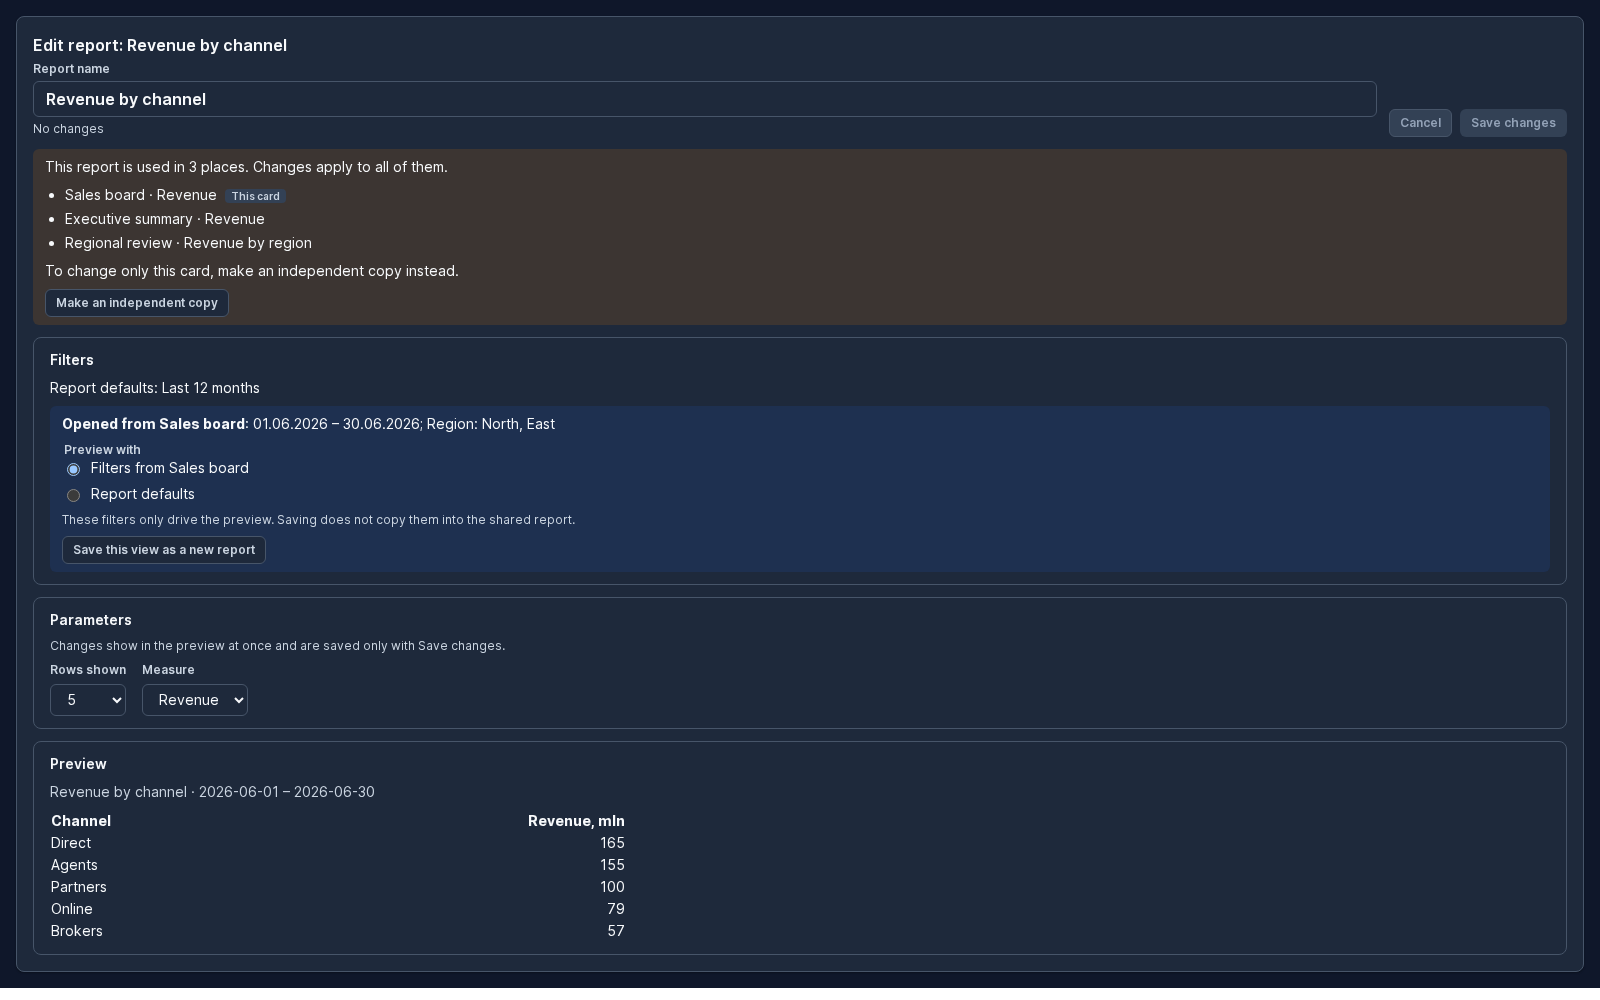 Edit report: Revenue by channel
Report name
Revenue by channel
No changes
Cancel
Save changes
This report is used in 3 places. Changes apply to all of them.
• Sales board · Revenue This card
• Executive summary · Revenue
• Regional review · Revenue by region
To change only this card, make an independent copy instead.
Make an independent copy
Filters
Report defaults: Last 12 months
Opened from Sales board: 01.06.2026 – 30.06.2026; Region: North, East
Preview with
Filters from Sales board
Report defaults
These filters only drive the preview. Saving does not copy them into the shared report.
Save this view as a new report
Parameters
Changes show in the preview at once and are saved only with Save changes.
Rows shown Measure
5 Revenue
Preview
Revenue by channel · 2026-06-01 – 2026-06-30
Channel Revenue, mln
Direct 165
Agents 155
Partners 100
Online 79
Brokers 57